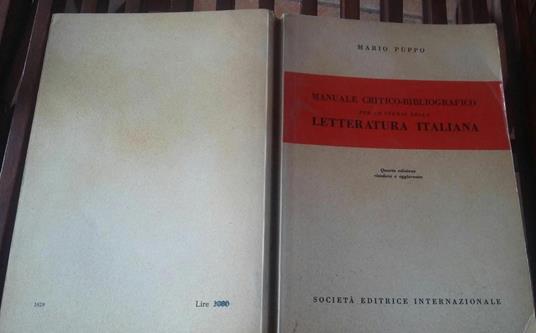 1629
Lire
MARIO PUPPO
MANUALE CRITICO-BIBLIOGRAFICO
PER LO STUDIO DELLA
LETTERATURA ITALIANA
Quarta edizione
riveduta e aggiornata
SOCIETÀ EDITRICE INTERNAZIONALE